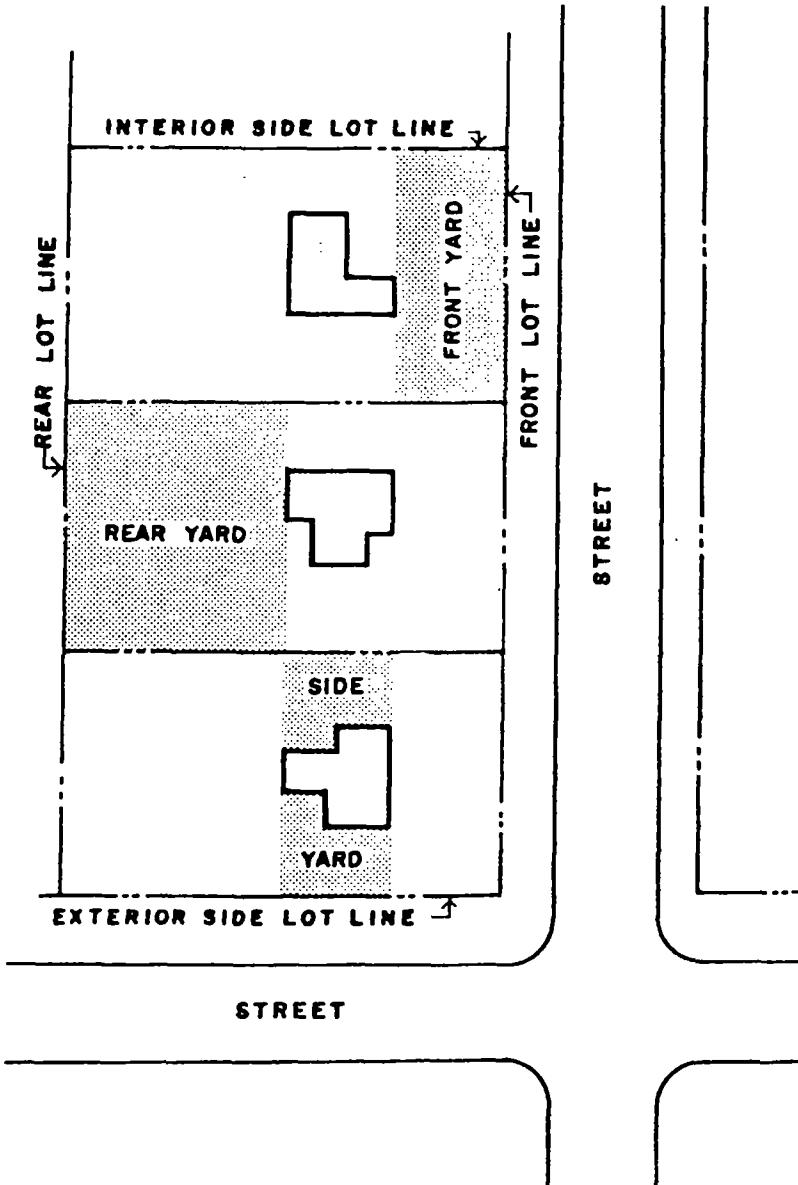 INTERIOR SIDE LOT LINE
FRONT YARD
FRONT LOT LINE
REAR LOT LINE
REAR YARD
STREET
SIDE
YARD
EXTERIOR SIDE LOT LINE
STREET